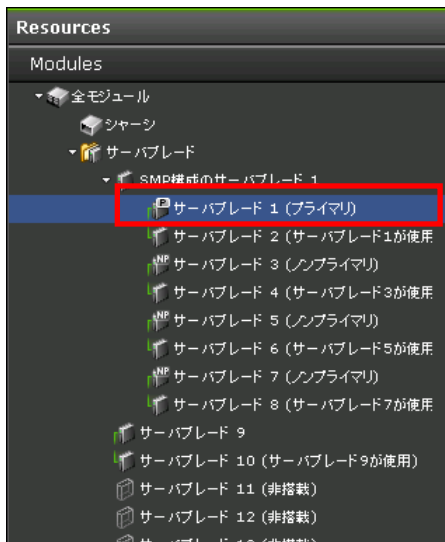 Resources
Modules
全モジュール
シャーシ
サーバブレード
SMP構成のサーバブレード 1
P サーバブレード 1 (プライマリ)
サーバブレード 2 (サーバブレード1が使用
NP サーバブレード 3 (ノンプライマリ)
サーバブレード 4 (サーバブレード3が使用
NP サーバブレード 5 (ノンプライマリ)
サーバブレード 6 (サーバブレード5が使用
NP サーバブレード 7 (ノンプライマリ)
サーバブレード 8 (サーバブレード7が使用
サーバブレード 9
サーバブレード 10 (サーバブレード9が使用)
サーバブレード 11 (非搭載)
サーバブレード 12 (非搭載)